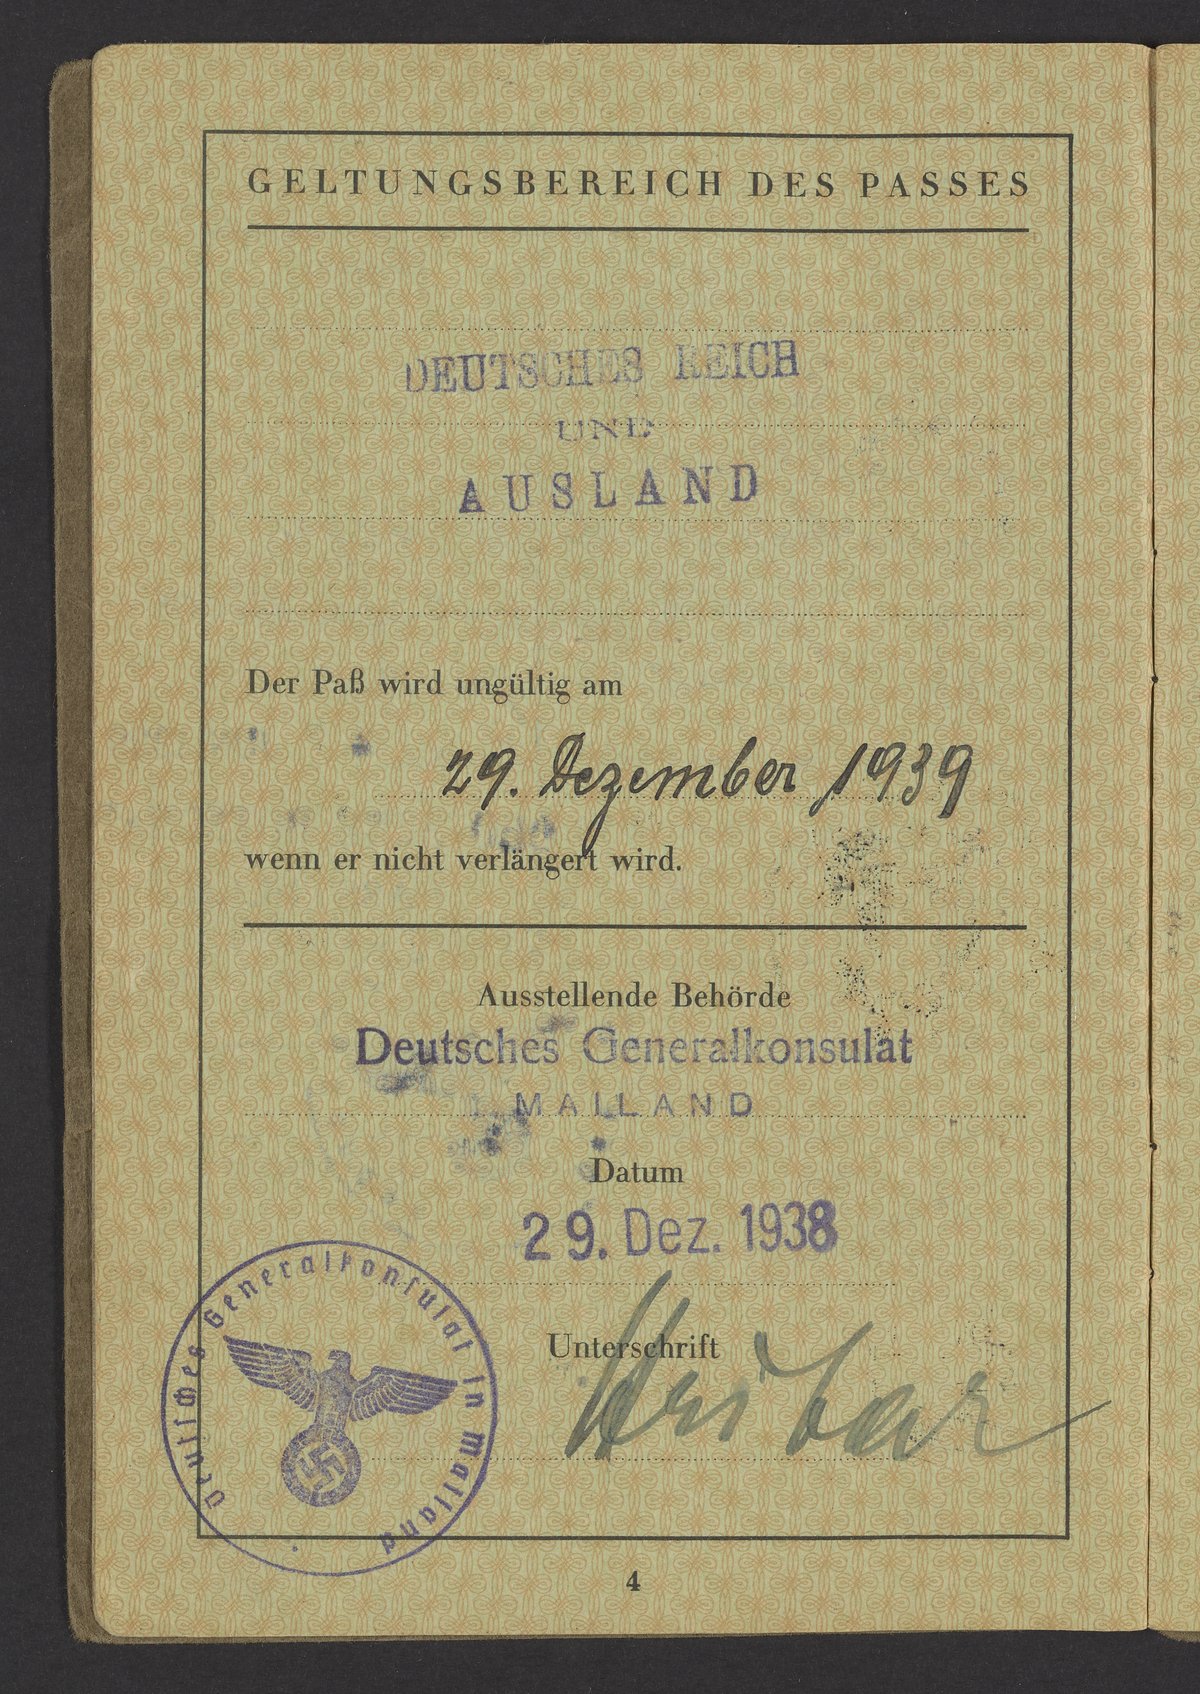 GELTUNGSBEREICH DES PASSES
DEUTSCHES REICH
UND
AUSLAND
Der Paß wird ungültig am
29. Dezember 1939
wenn er nicht verlängert wird.
Ausstellende Behörde
Deutsches Generalkonsulat
MAILAND
Datum
29. Dez. 1938
Unterschrift
Deutsches Generalkonsulat in Mailand
4